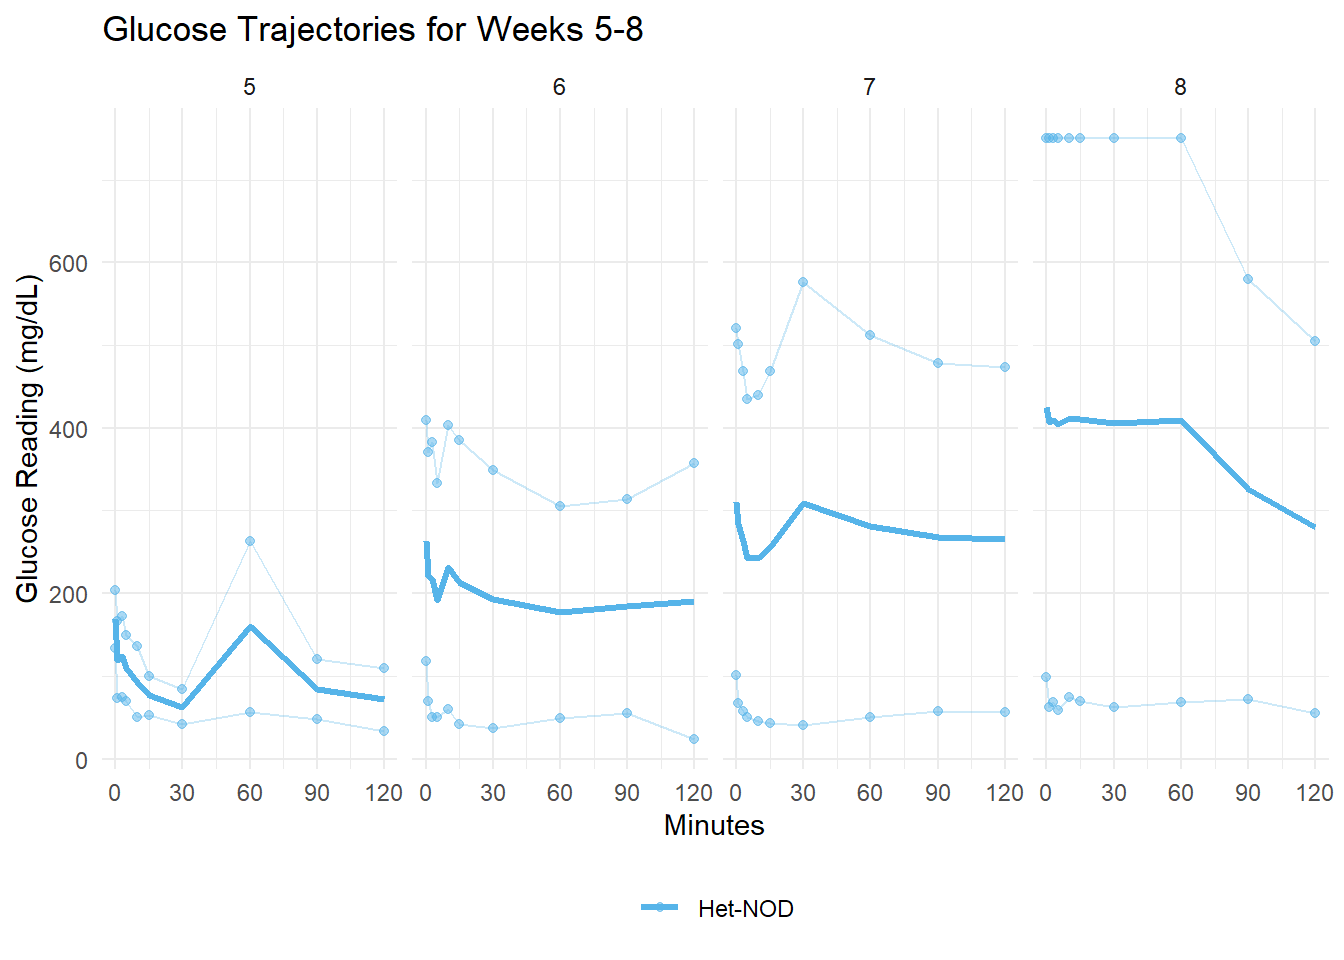 Glucose Trajectories for Weeks 5-8
5 6 7 8
Glucose Reading (mg/dL)
600
400
200
0
0 30 60 90 120 0 30 60 90 120 0 30 60 90 120 0 30 60 90 120
Minutes
Het-NOD